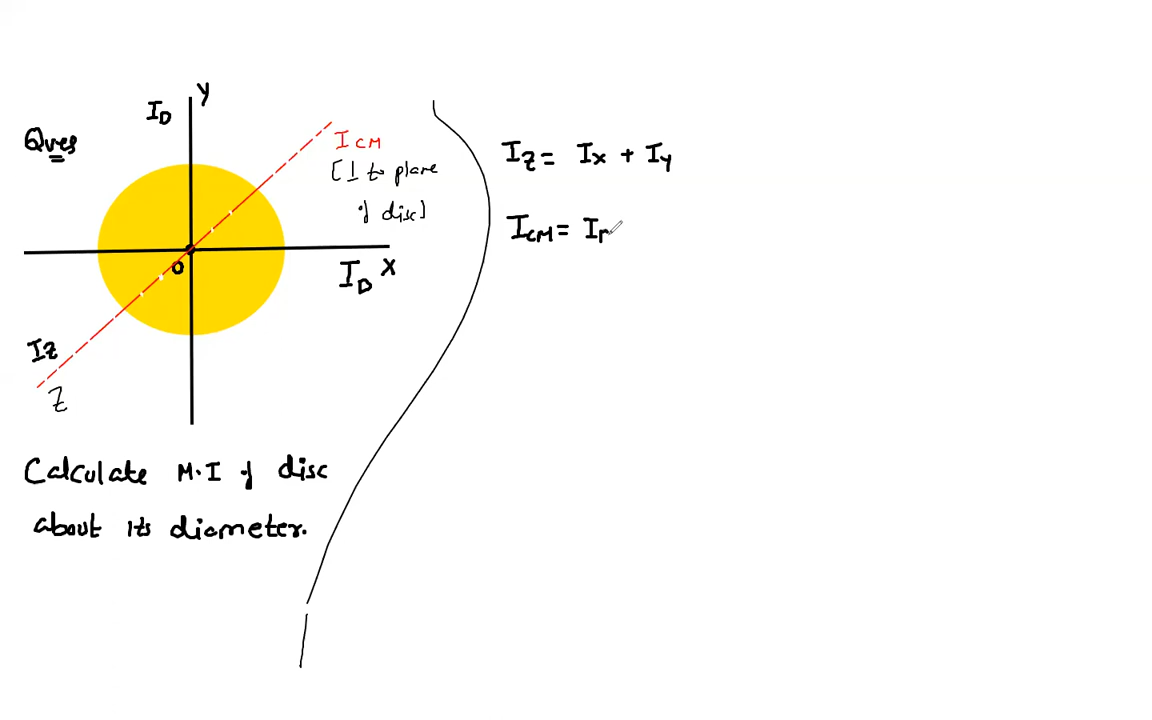 Y
I_D
Ques
I_CM
[⊥ to plane
of disc]
O
I_D X
I_Z
Z
Calculate M.I of disc
about its diameter.
I_Z = I_X + I_Y
I_CM = I